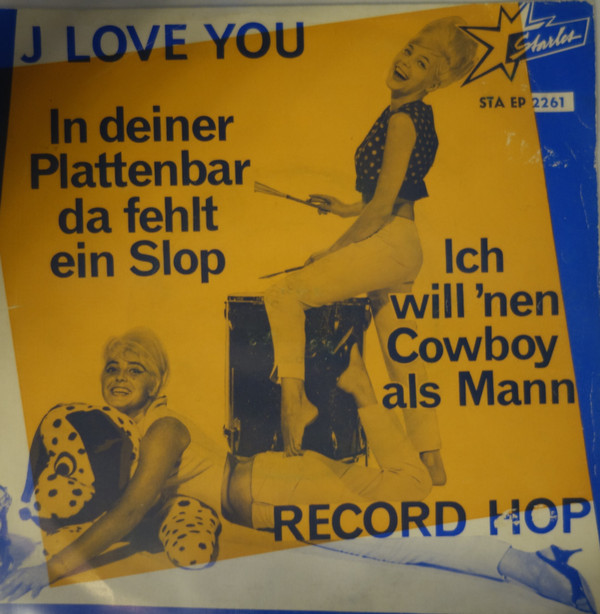 J LOVE YOU
Starlet
STA EP 2261
In deiner
Plattenbar
da fehlt
ein Slop
Ich
will 'nen
Cowboy
als Mann
RECORD HOP